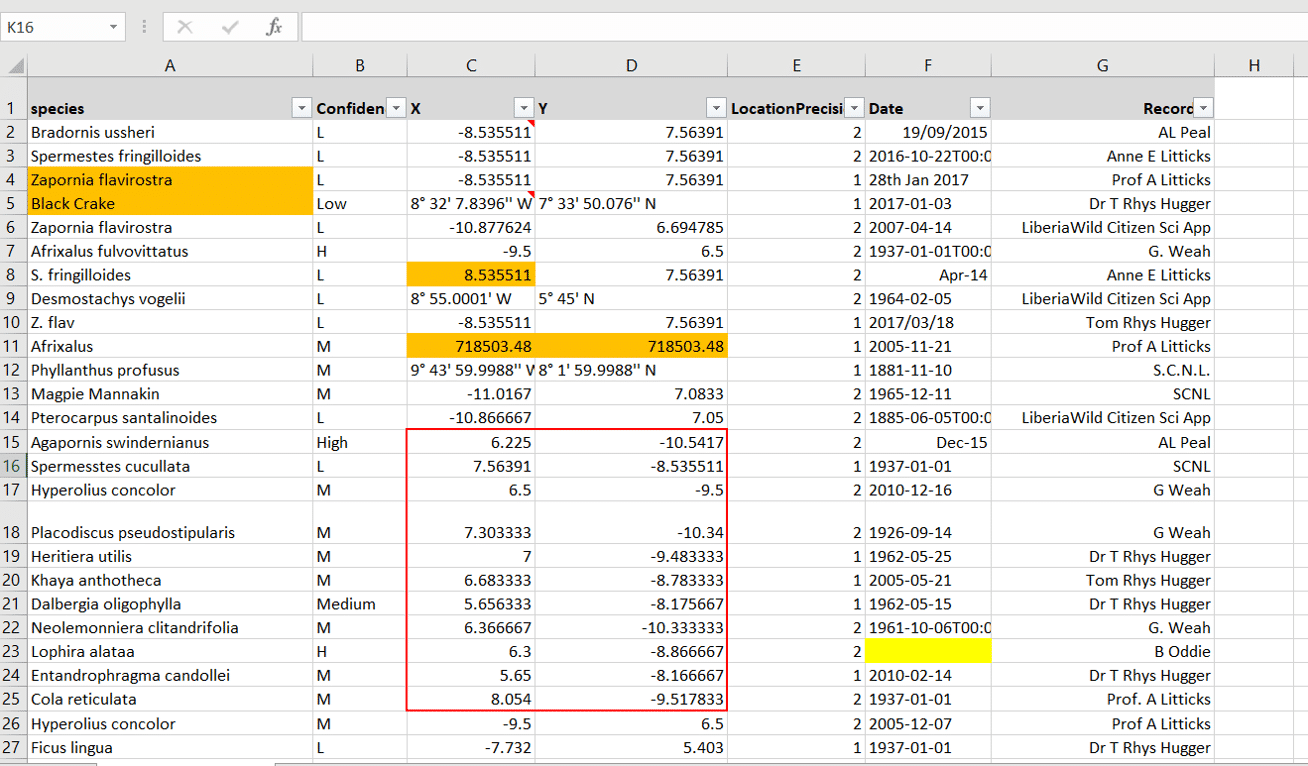 K16 fx
A B C D E F G H
1 species Confiden X Y LocationPrecisi Date Record
2 Bradornis ussheri L -8.535511 7.56391 2 19/09/2015 AL Peal
3 Spermestes fringilloides L -8.535511 7.56391 2 2016-10-22T00:0 Anne E Litticks
4 Zapornia flavirostra L -8.535511 7.56391 1 28th Jan 2017 Prof A Litticks
5 Black Crake Low 8° 32' 7.8396'' W 7° 33' 50.076'' N 1 2017-01-03 Dr T Rhys Hugger
6 Zapornia flavirostra L -10.877624 6.694785 2 2007-04-14 LiberiaWild Citizen Sci App
7 Afrixalus fulvovittatus H -9.5 6.5 2 1937-01-01T00:0 G. Weah
8 S. fringilloides L 8.535511 7.56391 2 Apr-14 Anne E Litticks
9 Desmostachys vogelii L 8° 55.0001' W 5° 45' N 2 1964-02-05 LiberiaWild Citizen Sci App
10 Z. flav L -8.535511 7.56391 1 2017/03/18 Tom Rhys Hugger
11 Afrixalus M 718503.48 718503.48 1 2005-11-21 Prof A Litticks
12 Phyllanthus profusus M 9° 43' 59.9988'' W 8° 1' 59.9988'' N 1 1881-11-10 S.C.N.L.
13 Magpie Mannakin M -11.0167 7.0833 2 1965-12-11 SCNL
14 Pterocarpus santalinoides L -10.866667 7.05 2 1885-06-05T00:0 LiberiaWild Citizen Sci App
15 Agapornis swindernianus High 6.225 -10.5417 2 Dec-15 AL Peal
16 Spermesstes cucullata L 7.56391 -8.535511 1 1937-01-01 SCNL
17 Hyperolius concolor M 6.5 -9.5 2 2010-12-16 G Weah
18 Placodiscus pseudostipularis M 7.303333 -10.34 2 1926-09-14 G Weah
19 Heritiera utilis M 7 -9.483333 1 1962-05-25 Dr T Rhys Hugger
20 Khaya anthotheca M 6.683333 -8.783333 1 2005-05-21 Tom Rhys Hugger
21 Dalbergia oligophylla Medium 5.656333 -8.175667 1 1962-05-15 Dr T Rhys Hugger
22 Neolemonniera clitandrifolia M 6.366667 -10.333333 2 1961-10-06T00:0 G. Weah
23 Lophira alataa H 6.3 -8.866667 2 B Oddie
24 Entandrophragma candollei M 5.65 -8.166667 1 2010-02-14 Dr T Rhys Hugger
25 Cola reticulata M 8.054 -9.517833 2 1937-01-01 Prof. A Litticks
26 Hyperolius concolor M -9.5 6.5 2 2005-12-07 Prof A Litticks
27 Ficus lingua L -7.732 5.403 1 1937-01-01 Dr T Rhys Hugger